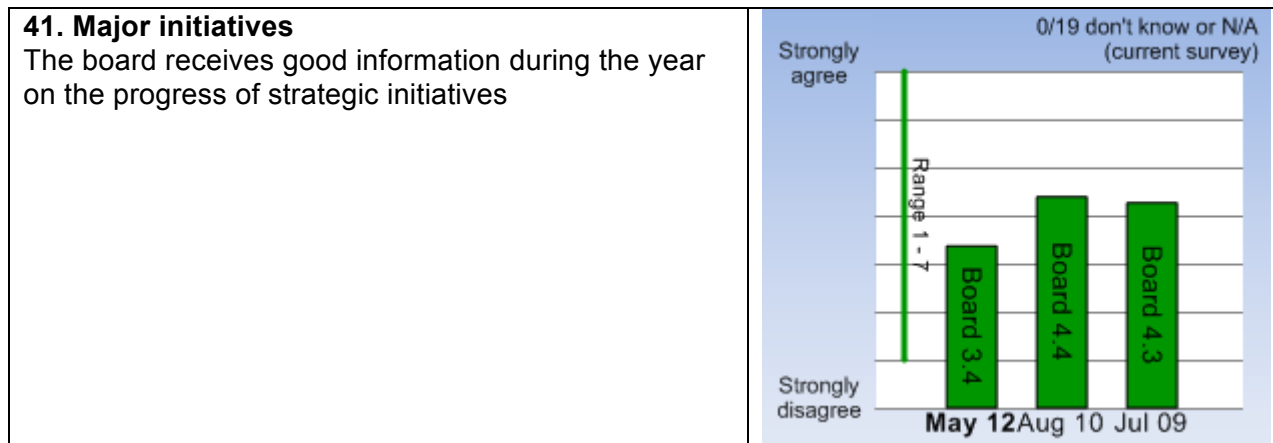 41. Major initiatives
The board receives good information during the year
on the progress of strategic initiatives
0/19 don't know or N/A
(current survey)
Strongly
agree
Range 1 - 7
Board 3.4
Board 4.4
Board 4.3
Strongly
disagree
May 12 Aug 10 Jul 09